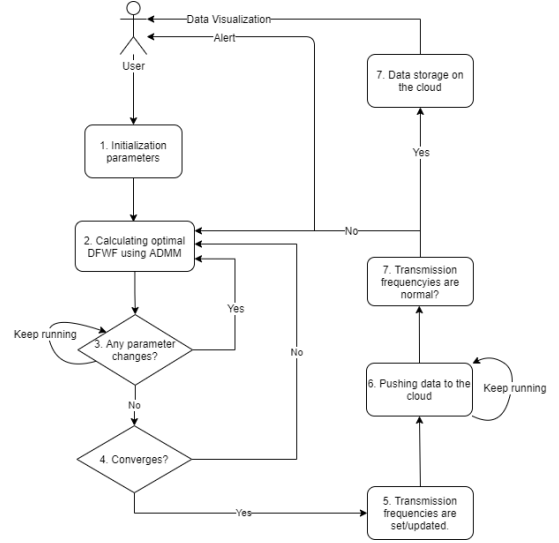 Data Visualization
Alert
User
7. Data storage on
the cloud
1. Initialization
parameters
Yes
2. Calculating optimal
DFWF using ADMM
No
7. Transmission
frequencyies are
normal?
Yes
Keep running
3. Any parameter
changes?
No
6. Pushing data to the
cloud
Keep running
No
4. Converges?
Yes
5. Transmission
frequencies are
set/updated.